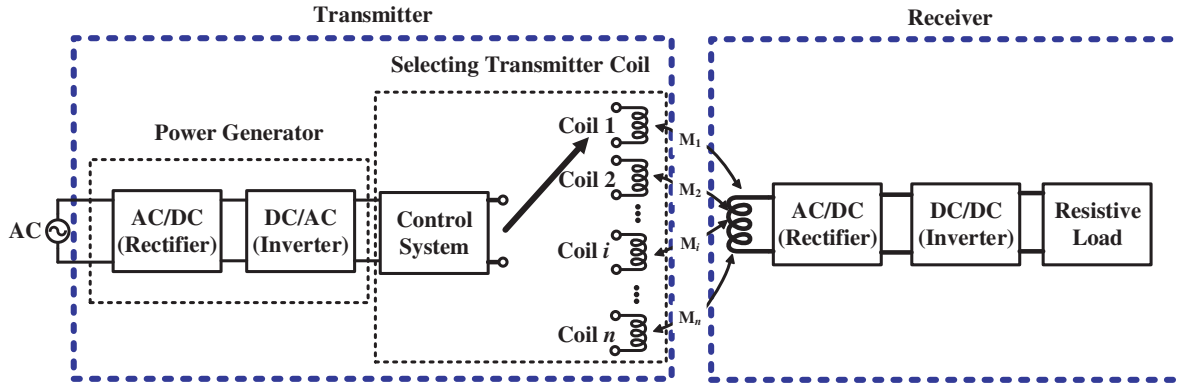 Transmitter
Receiver
Selecting Transmitter Coil
Power Generator
AC
AC/DC
(Rectifier)
DC/AC
(Inverter)
Control
System
Coil 1
Coil 2
Coil i
Coil n
M1
M2
Mi
Mn
AC/DC
(Rectifier)
DC/DC
(Inverter)
Resistive
Load